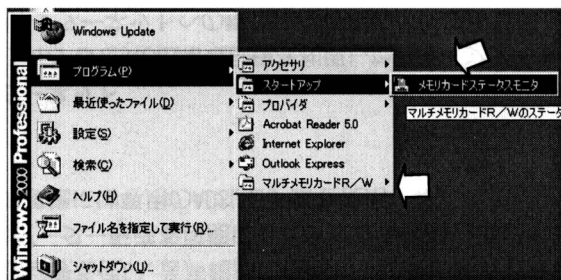 Windows 2000 Professional
Windows Update
プログラム(P)
最近使ったファイル(D)
設定(S)
検索(C)
ヘルプ(H)
ファイル名を指定して実行(R)...
シャットダウン(U)...
アクセサリ
スタートアップ
プロバイダ
Acrobat Reader 5.0
Internet Explorer
Outlook Express
マルチメモリカードR/W
メモリカードステータスモニタ
マルチメモリカードR/Wのステータ